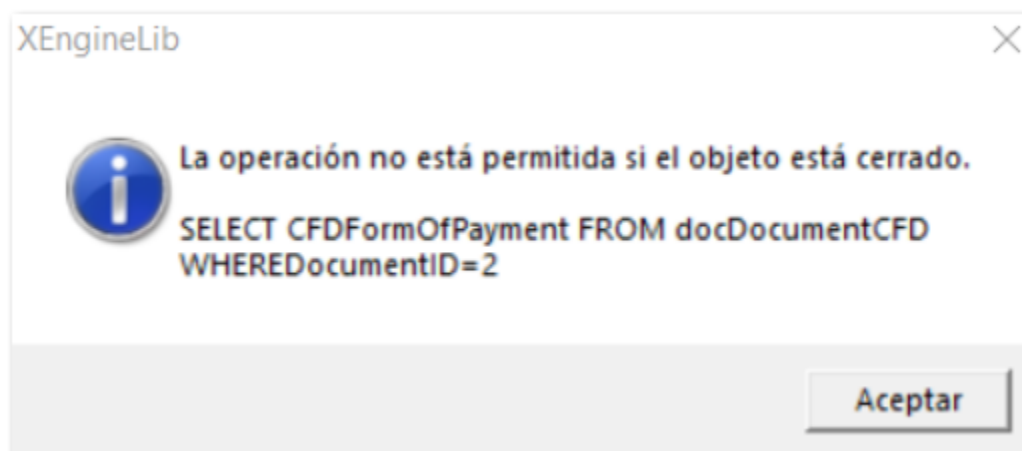 XEngineLib
La operación no está permitida si el objeto está cerrado.
SELECT CFDFormOfPayment FROM docDocumentCFD
WHEREDocumentID=2
Aceptar